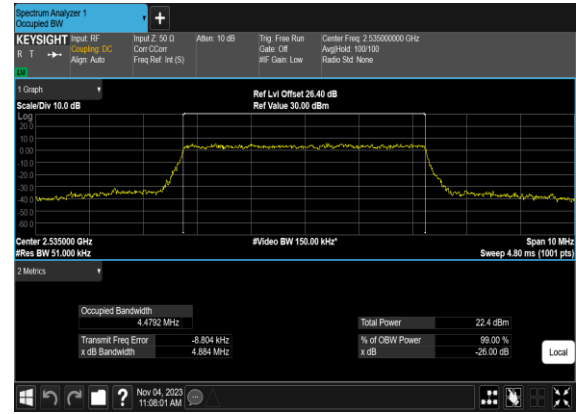 Spectrum Analyzer 1
Occupied BW
+
KEYSIGHT Input: RF Input Z: 50 Ω Atten: 10 dB Trig: Free Run Center Freq: 2.535000000 GHz
R T Coupling: DC Corr CCorr Gate: Off Avg|Hold: 100/100
Align: Auto Freq Ref: Int (S) #IF Gain: Low Radio Std: None
LW
1 Graph
Ref Lvl Offset 26.40 dB
Scale/Div 10.0 dB Ref Value 30.00 dBm
Log
20.0
10.0
0.00
-10.0
-20.0
-30.0
-40.0
-50.0
-60.0
Center 2.535000 GHz #Video BW 150.00 kHz* Span 10 MHz
#Res BW 51.000 kHz Sweep 4.80 ms (1001 pts)
2 Metrics
Occupied Bandwidth
4.4792 MHz Total Power 22.4 dBm
Transmit Freq Error -8.804 kHz % of OBW Power 99.00 %
x dB Bandwidth 4.884 MHz x dB -26.00 dB
Local
? Nov 04, 2023
11:08:01 AM